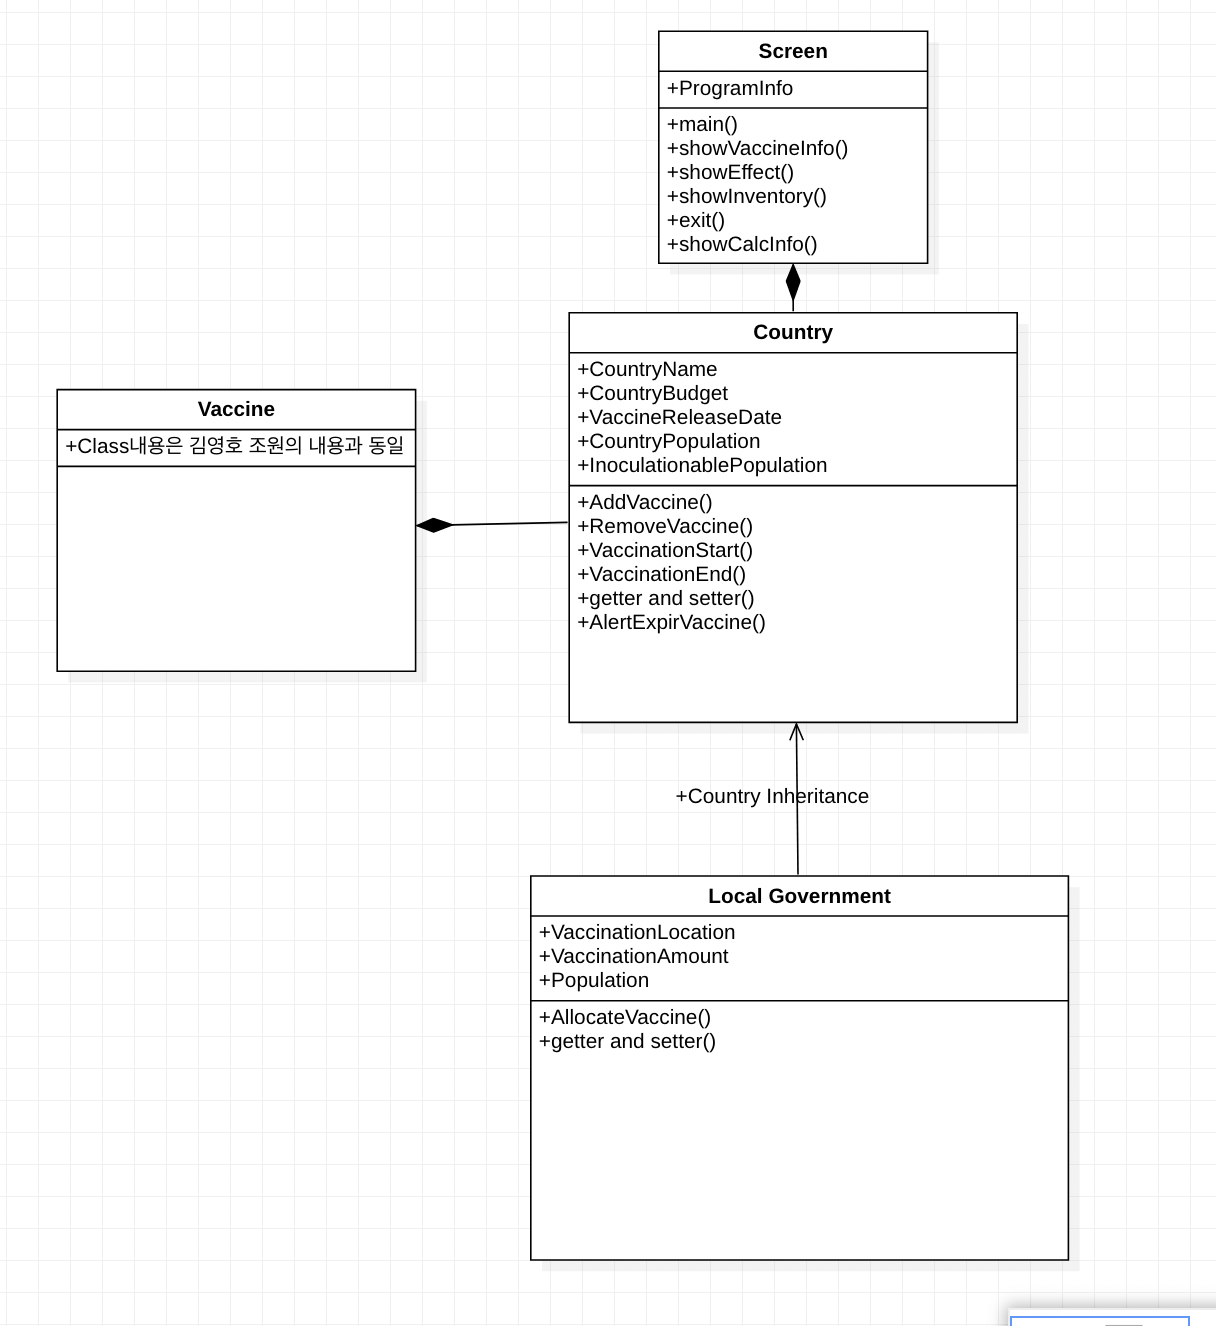 Screen
+ProgramInfo
+main()
+showVaccineInfo()
+showEffect()
+showInventory()
+exit()
+showCalcInfo()
Country
+CountryName
+CountryBudget
+VaccineReleaseDate
+CountryPopulation
+InoculationablePopulation
+AddVaccine()
+RemoveVaccine()
+VaccinationStart()
+VaccinationEnd()
+getter and setter()
+AlertExpirVaccine()
Vaccine
+Class내용은 김영호 조원의 내용과 동일
+Country Inheritance
Local Government
+VaccinationLocation
+VaccinationAmount
+Population
+AllocateVaccine()
+getter and setter()